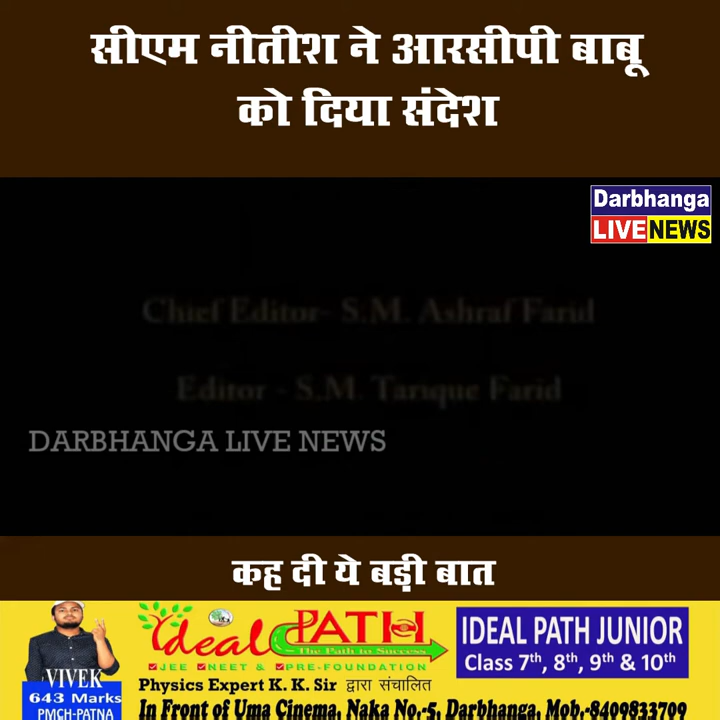 सीएम नीतीश ने आरसीपी बाबू
को दिया संदेश
Darbhanga
LIVE NEWS
Chief Editor- S.M. Ashraf Farid
Editor - S.M. Tarique Farid
DARBHANGA LIVE NEWS
कह दी ये बड़ी बात
Ideal PATH
The Path to Success
JEE NEET & PRE-FOUNDATION
Physics Expert K. K. Sir द्वारा संचालित
IDEAL PATH JUNIOR
Class 7th, 8th, 9th & 10th
VIVEK
643 Marks
PMCH-PATNA
In Front of Uma Cinema, Naka No.-5, Darbhanga, Mob.-8409833709